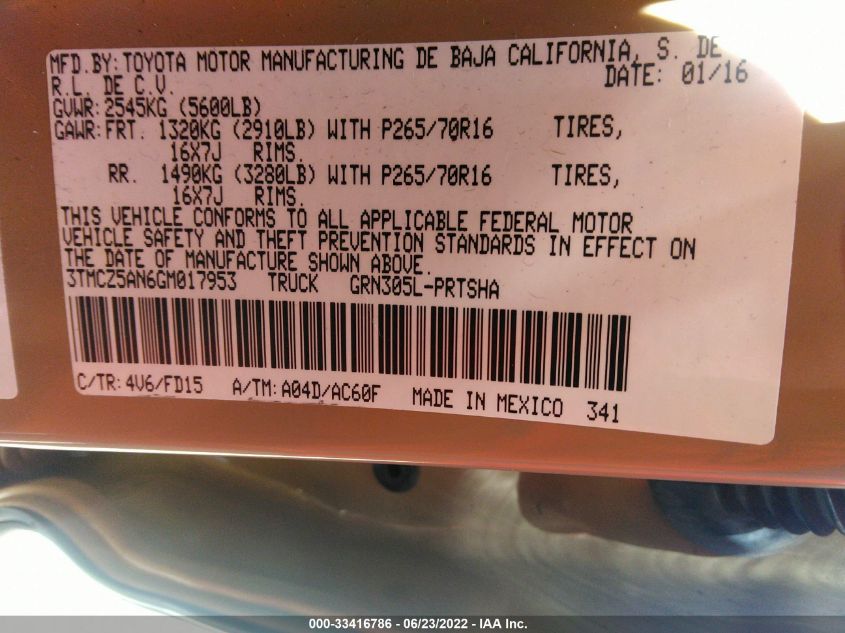 MFD.BY:TOYOTA MOTOR MANUFACTURING DE BAJA CALIFORNIA, S. DE
R.L. DE C.V. DATE: 01/16
GVWR:2545KG (5600LB)
GAWR:FRT. 1320KG (2910LB) WITH P265/70R16 TIRES,
16X7J RIMS.
RR. 1490KG (3280LB) WITH P265/70R16 TIRES,
16X7J RIMS.
THIS VEHICLE CONFORMS TO ALL APPLICABLE FEDERAL MOTOR
VEHICLE SAFETY AND THEFT PREVENTION STANDARDS IN EFFECT ON
THE DATE OF MANUFACTURE SHOWN ABOVE.
3TMCZ5AN6GM017953 TRUCK GRN305L-PRTSHA
C/TR:4V6/FD15 A/TM:A04D/AC60F MADE IN MEXICO 341
000-33416786 - 06/23/2022 - IAA Inc.